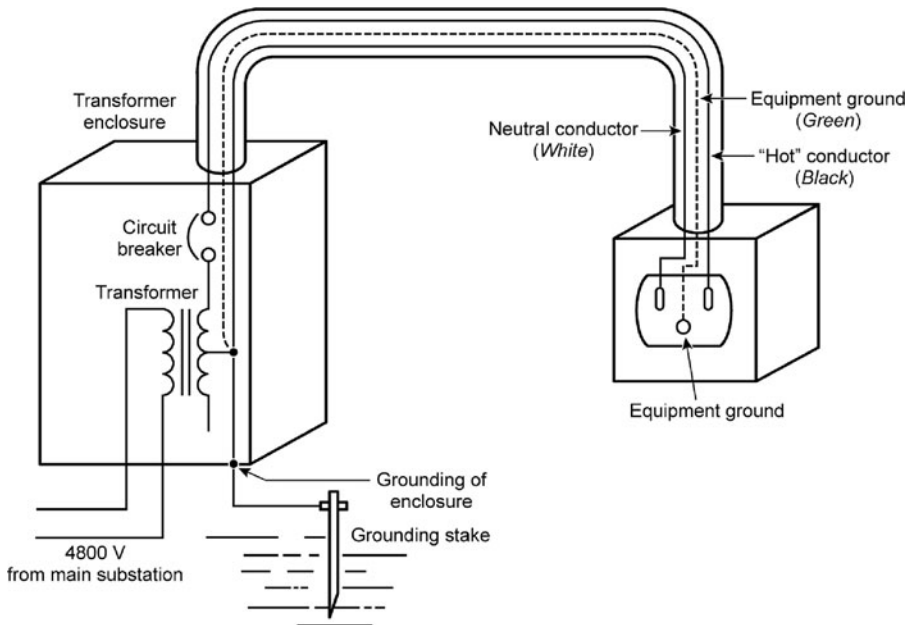 Transformer
enclosure
Equipment ground
(Green)
Neutral conductor
(White)
“Hot” conductor
(Black)
Circuit
breaker
Transformer
Equipment ground
Grounding of
enclosure
Grounding stake
4800 V
from main substation